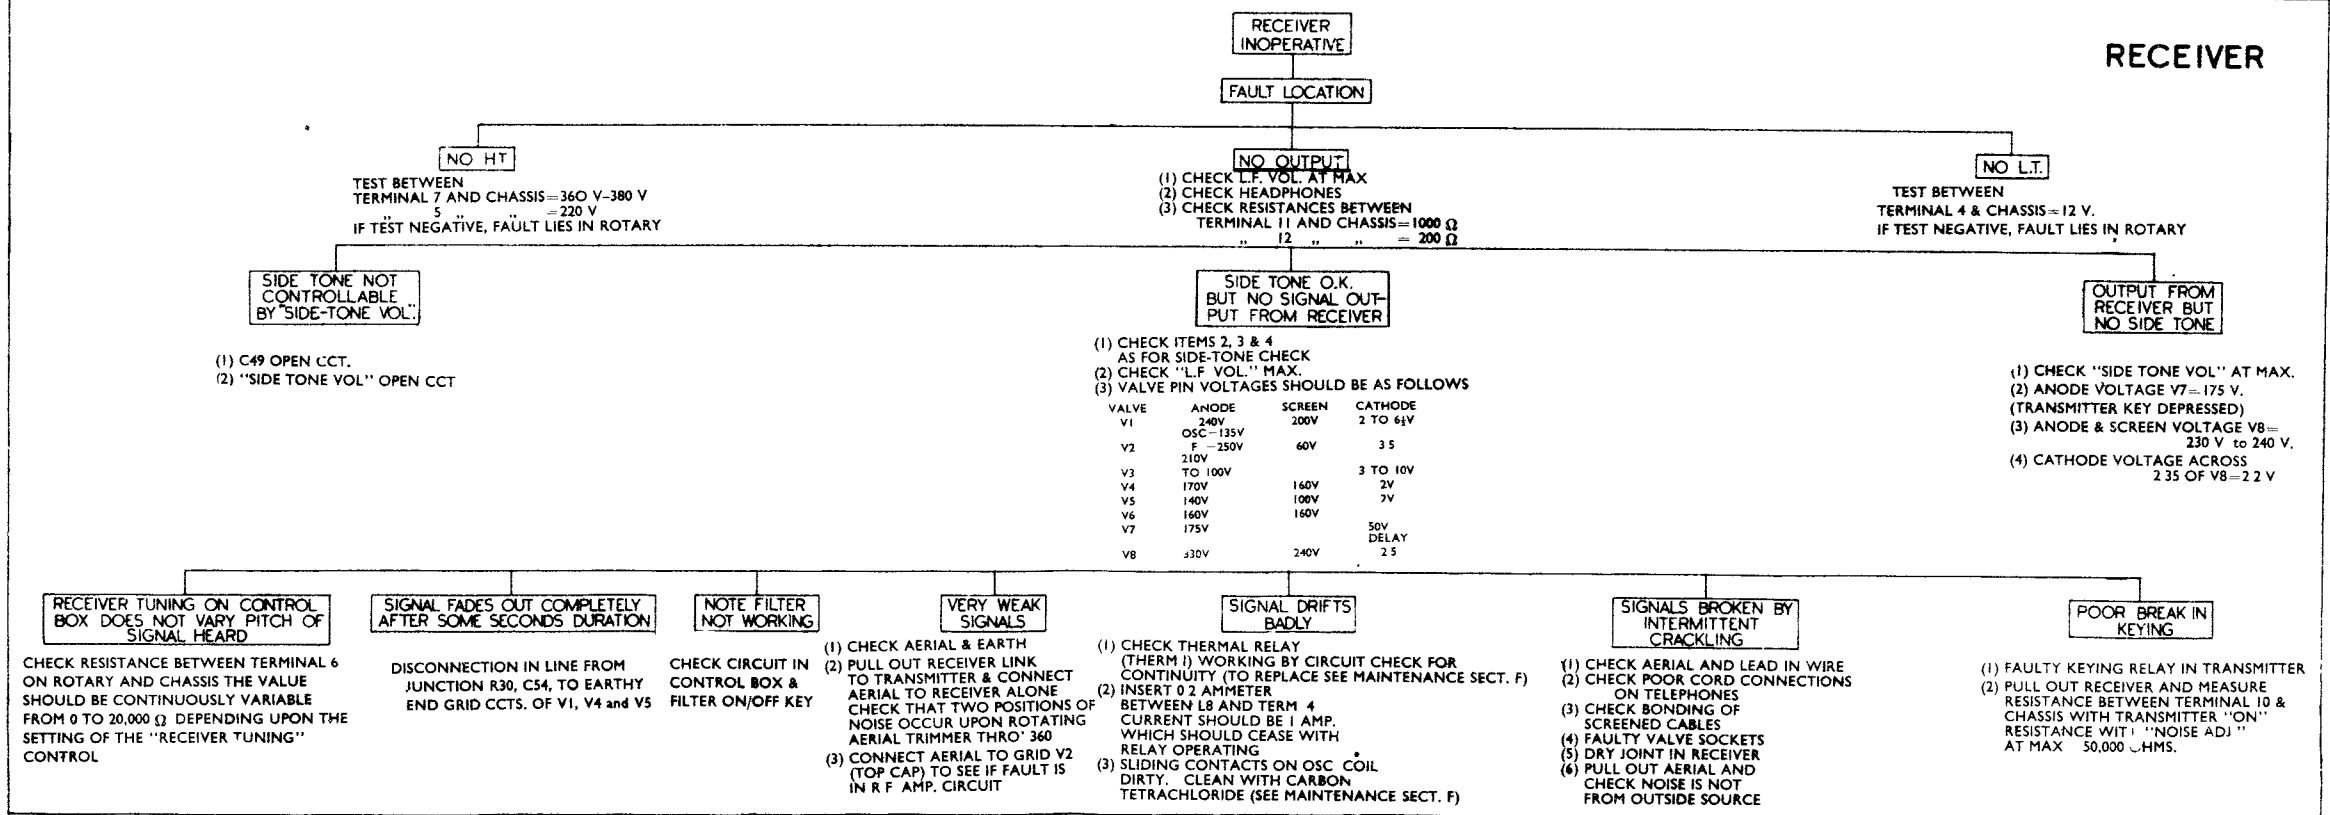 RECEIVER
INOPERATIVE
RECEIVER
FAULT LOCATION
NO HT
TEST BETWEEN
TERMINAL 7 AND CHASSIS=360 V–380 V
,, 5 ,, ,, =220 V
IF TEST NEGATIVE, FAULT LIES IN ROTARY
NO OUTPUT
(1) CHECK L.F. VOL. AT MAX
(2) CHECK HEADPHONES
(3) CHECK RESISTANCES BETWEEN
TERMINAL 11 AND CHASSIS=1000 Ω
,, 12 ,, ,, = 200 Ω
NO L.T.
TEST BETWEEN
TERMINAL 4 & CHASSIS=12 V.
IF TEST NEGATIVE, FAULT LIES IN ROTARY
SIDE TONE NOT
CONTROLLABLE
BY "SIDE-TONE VOL".
(1) C49 OPEN CCT.
(2) "SIDE TONE VOL" OPEN CCT
SIDE TONE O.K.
BUT NO SIGNAL OUT-
PUT FROM RECEIVER
(1) CHECK ITEMS 2, 3 & 4
AS FOR SIDE-TONE CHECK
(2) CHECK "L.F VOL." MAX.
(3) VALVE PIN VOLTAGES SHOULD BE AS FOLLOWS
VALVE ANODE SCREEN CATHODE
V1 240V 200V 2 TO 6½V
OSC–135V
V2 F –250V 60V 3 5
210V
V3 TO 100V 3 TO 10V
V4 170V 160V 2V
V5 140V 100V 2V
V6 160V 160V
V7 175V 50V
DELAY
V8 330V 240V 2 5
OUTPUT FROM
RECEIVER BUT
NO SIDE TONE
(1) CHECK "SIDE TONE VOL" AT MAX.
(2) ANODE VOLTAGE V7=175 V.
(TRANSMITTER KEY DEPRESSED)
(3) ANODE & SCREEN VOLTAGE V8=
230 V to 240 V.
(4) CATHODE VOLTAGE ACROSS
2 35 OF V8=2 2 V
RECEIVER TUNING ON CONTROL
BOX DOES NOT VARY PITCH OF
SIGNAL HEARD
CHECK RESISTANCE BETWEEN TERMINAL 6
ON ROTARY AND CHASSIS THE VALUE
SHOULD BE CONTINUOUSLY VARIABLE
FROM 0 TO 20,000 Ω DEPENDING UPON THE
SETTING OF THE "RECEIVER TUNING"
CONTROL
SIGNAL FADES OUT COMPLETELY
AFTER SOME SECONDS DURATION
DISCONNECTION IN LINE FROM
JUNCTION R30, C54, TO EARTHY
END GRID CCTS. OF V1, V4 and V5
NOTE FILTER
NOT WORKING
CHECK CIRCUIT IN
CONTROL BOX &
FILTER ON/OFF KEY
VERY WEAK
SIGNALS
(1) CHECK AERIAL & EARTH
(2) PULL OUT RECEIVER LINK
TO TRANSMITTER & CONNECT
AERIAL TO RECEIVER ALONE
CHECK THAT TWO POSITIONS OF
NOISE OCCUR UPON ROTATING
AERIAL TRIMMER THRO' 360
(3) CONNECT AERIAL TO GRID V2
(TOP CAP) TO SEE IF FAULT IS
IN R F AMP. CIRCUIT
SIGNAL DRIFTS
BADLY
(1) CHECK THERMAL RELAY
(THERM 1) WORKING BY CIRCUIT CHECK FOR
CONTINUITY (TO REPLACE SEE MAINTENANCE SECT. F)
(2) INSERT 0 2 AMMETER
BETWEEN L8 AND TERM 4
CURRENT SHOULD BE 1 AMP.
WHICH SHOULD CEASE WITH
RELAY OPERATING
(3) SLIDING CONTACTS ON OSC COIL
DIRTY. CLEAN WITH CARBON
TETRACHLORIDE (SEE MAINTENANCE SECT. F)
SIGNALS BROKEN BY
INTERMITTENT
CRACKLING
(1) CHECK AERIAL AND LEAD IN WIRE
(2) CHECK POOR CORD CONNECTIONS
ON TELEPHONES
(3) CHECK BONDING OF
SCREENED CABLES
(4) FAULTY VALVE SOCKETS
(5) DRY JOINT IN RECEIVER
(6) PULL OUT AERIAL AND
CHECK NOISE IS NOT
FROM OUTSIDE SOURCE
POOR BREAK IN
KEYING
(1) FAULTY KEYING RELAY IN TRANSMITTER
(2) PULL OUT RECEIVER AND MEASURE
RESISTANCE BETWEEN TERMINAL 10 &
CHASSIS WITH TRANSMITTER "ON"
RESISTANCE WITH "NOISE ADJ"
AT MAX 50,000 OHMS.